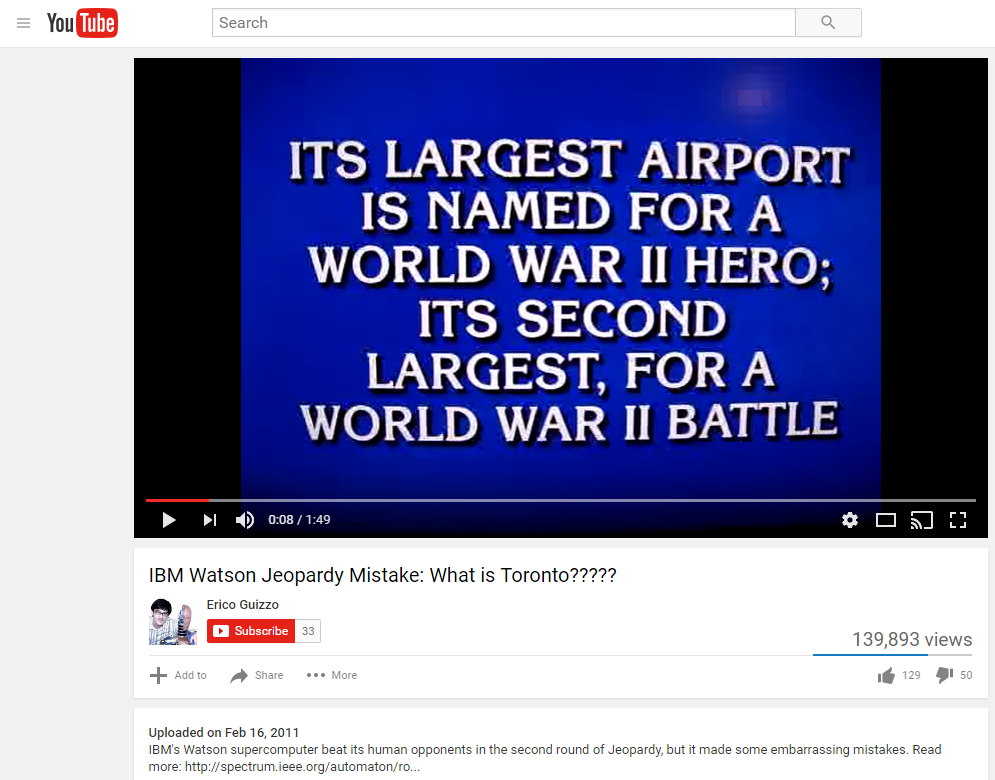 YouTube
Search
ITS LARGEST AIRPORT
IS NAMED FOR A
WORLD WAR II HERO;
ITS SECOND
LARGEST, FOR A
WORLD WAR II BATTLE
0:08 / 1:49
IBM Watson Jeopardy Mistake: What is Toronto?????
Erico Guizzo
Subscribe 33
139,893 views
Add to Share More 129 50
Uploaded on Feb 16, 2011
IBM's Watson supercomputer beat its human opponents in the second round of Jeopardy, but it made some embarrassing mistakes. Read
more: http://spectrum.ieee.org/automaton/ro...